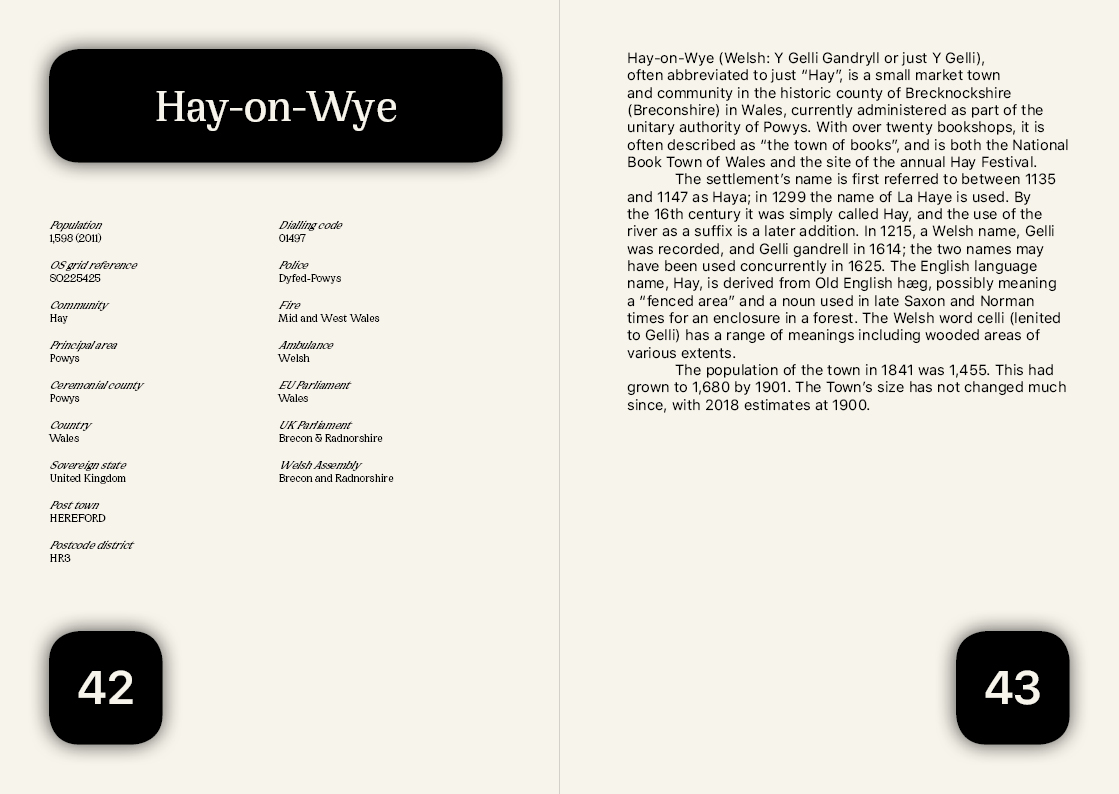 Hay-on-Wye
Population
1,598 (2011)
OS grid reference
SO225425
Community
Hay
Principal area
Powys
Ceremonial county
Powys
Country
Wales
Sovereign state
United Kingdom
Post town
HEREFORD
Postcode district
HR3
Dialling code
01497
Police
Dyfed-Powys
Fire
Mid and West Wales
Ambulance
Welsh
EU Parliament
Wales
UK Parliament
Brecon & Radnorshire
Welsh Assembly
Brecon and Radnorshire
42
Hay-on-Wye (Welsh: Y Gelli Gandryll or just Y Gelli),
often abbreviated to just “Hay”, is a small market town
and community in the historic county of Brecknockshire
(Breconshire) in Wales, currently administered as part of the
unitary authority of Powys. With over twenty bookshops, it is
often described as “the town of books”, and is both the National
Book Town of Wales and the site of the annual Hay Festival.
The settlement’s name is first referred to between 1135
and 1147 as Haya; in 1299 the name of La Haye is used. By
the 16th century it was simply called Hay, and the use of the
river as a suffix is a later addition. In 1215, a Welsh name, Gelli
was recorded, and Gelli gandrell in 1614; the two names may
have been used concurrently in 1625. The English language
name, Hay, is derived from Old English hæg, possibly meaning
a “fenced area” and a noun used in late Saxon and Norman
times for an enclosure in a forest. The Welsh word celli (lenited
to Gelli) has a range of meanings including wooded areas of
various extents.
The population of the town in 1841 was 1,455. This had
grown to 1,680 by 1901. The Town’s size has not changed much
since, with 2018 estimates at 1900.
43